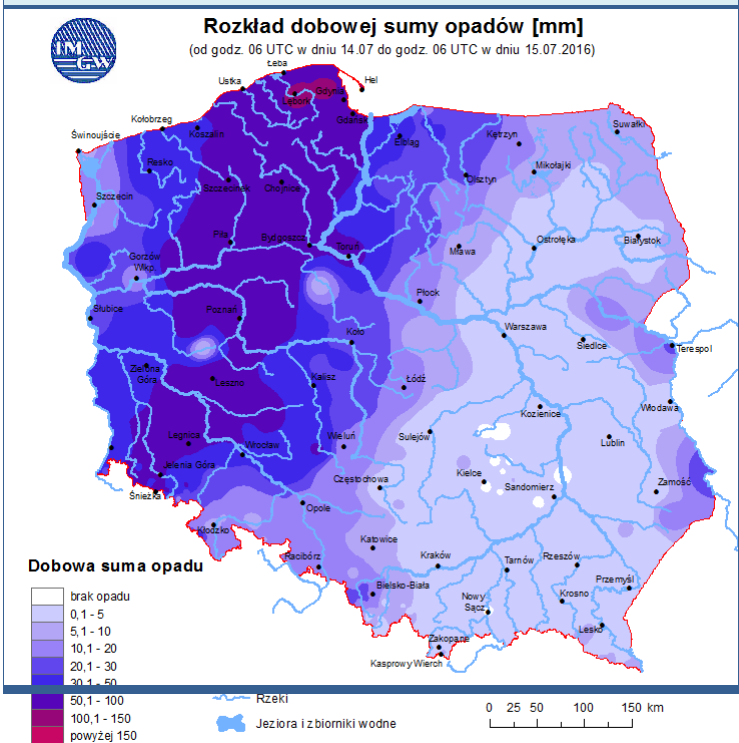 Rozkład dobowej sumy opadów [mm]
(od godz. 06 UTC w dniu 14.07 do godz. 06 UTC w dniu 15.07.2016)
IM
GW
Łeba
Ustka
Hel
Lębork
Gdynia
Gdańsk
Kołobrzeg
Koszalin
Świnoujście
Elbląg
Kętrzyn
Suwałki
Resko
Mikołajki
Olsztyn
Szczecinek
Chojnice
Szczecin
Piła
Bydgoszcz
Toruń
Mława
Ostrołęka
Białystok
Gorzów
Wlkp.
Płock
Słubice
Poznań
Koło
Warszawa
Siedlce
Terespol
Zielona
Góra
Leszno
Kalisz
Łódź
Kozienice
Włodawa
Legnica
Wrocław
Wieluń
Sulejów
Lublin
Jelenia Góra
Śnieżka
Częstochowa
Kielce
Sandomierz
Zamość
Opole
Kłodzko
Katowice
Racibórz
Kraków
Tarnów
Rzeszów
Przemyśl
Bielsko-Biała
Nowy
Sącz
Krosno
Lesko
Zakopane
Kasprowy Wierch
Dobowa suma opadu
brak opadu
0,1 - 5
5,1 - 10
10,1 - 20
20,1 - 30
30,1 - 50
50,1 - 100
100,1 - 150
powyżej 150
Rzeki
Jeziora i zbiorniki wodne
0 25 50 100 150 km